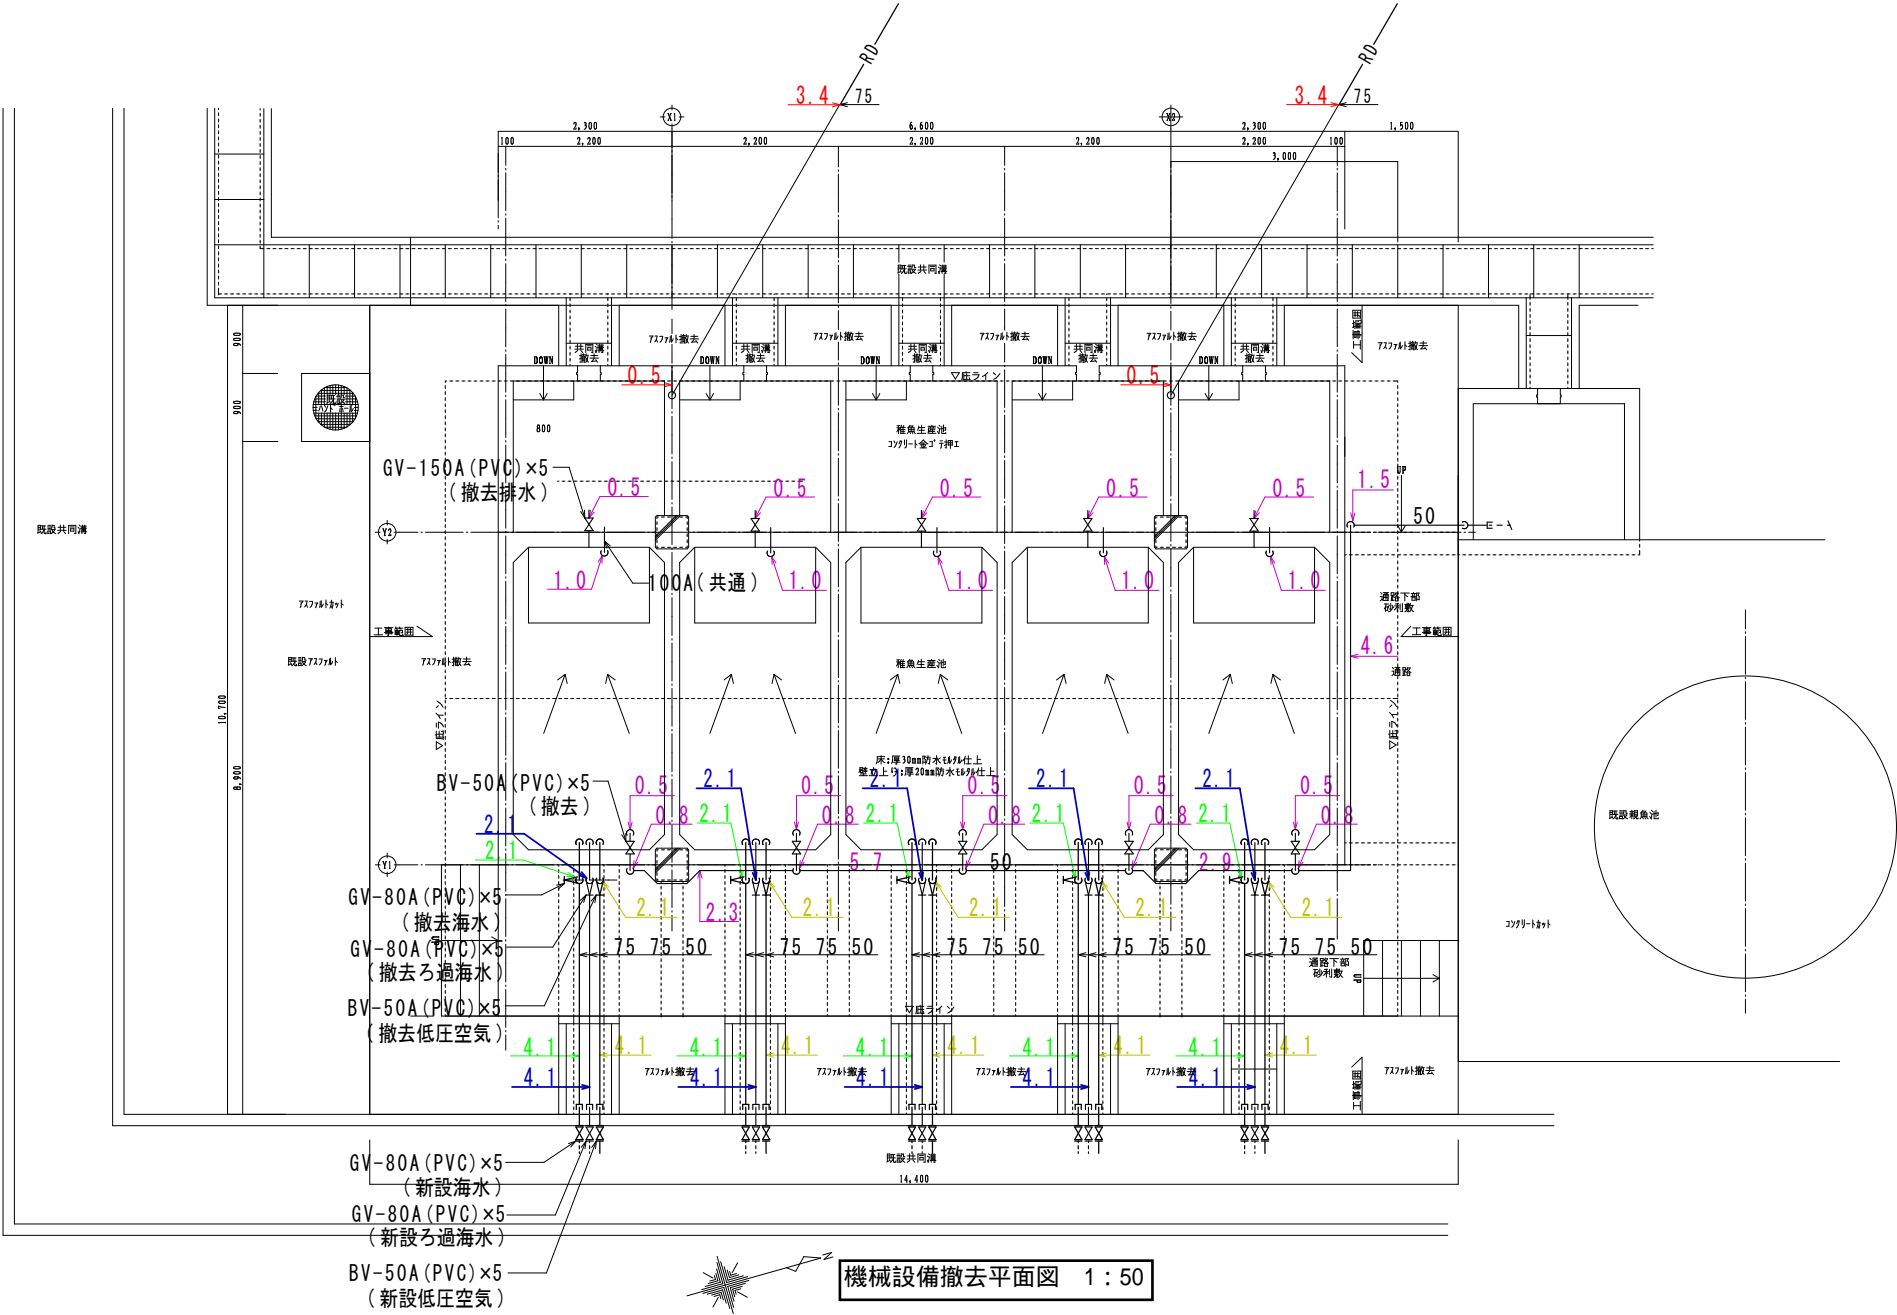 RD
RD
3.4
75
3.4
75
X1
X2
2,300
6,600
2,300
1,500
100
2,200
2,200
2,200
2,200
2,200
100
3,000
既設共同溝
900
アスファルト撤去
アスファルト撤去
アスファルト撤去
アスファルト撤去
工事範囲
アスファルト撤去
共同溝
撤去
共同溝
撤去
共同溝
撤去
共同溝
撤去
共同溝
撤去
DOWN
DOWN
DOWN
DOWN
DOWN
0.5
▽庇ライン
0.5
900
既設
ハンドホール
800
稚魚生産池
コンクリート金ゴテ押エ
GV-150A(PVC)×5
(撤去排水)
0.5
0.5
0.5
0.5
0.5
1.5
UP
50
既設共同溝
Y2
1.0
100A(共通)
1.0
1.0
1.0
1.0
アスファルトカット
通路下部
砂利敷
工事範囲
工事範囲
4.6
既設アスファルト
アスファルト撤去
稚魚生産池
通路
10,700
▽庇ライン
▽庇ライン
8,900
床:厚30mm防水モルタル仕上
壁立上り:厚20mm防水モルタル仕上
BV-50A(PVC)×5
(撤去)
0.5
2.1
0.5
2.1
0.5
2.1
0.5
2.1
0.5
2.1
2.1
0.8
2.1
0.8
2.1
0.8
2.1
0.8
2.1
0.8
既設親魚池
Y1
5.7
50
2.9
GV-80A(PVC)×5
(撤去海水)
2.1
2.3
2.1
2.1
2.1
2.1
コンクリートカット
UP
GV-80A(PVC)×5
(撤去ろ過海水)
75 75 50
75 75 50
75 75 50
75 75 50
75 75 50
通路下部
砂利敷
UP
BV-50A(PVC)×5
(撤去低圧空気)
▽庇ライン
4.1
4.1
4.1
4.1
4.1
4.1
4.1
4.1
4.1
4.1
4.1
アスファルト撤去
4.1
アスファルト撤去
4.1
アスファルト撤去
4.1
アスファルト撤去
4.1
工事範囲
アスファルト撤去
GV-80A(PVC)×5
(新設海水)
既設共同溝
14,400
GV-80A(PVC)×5
(新設ろ過海水)
BV-50A(PVC)×5
(新設低圧空気)
N
機械設備撤去平面図 1:50